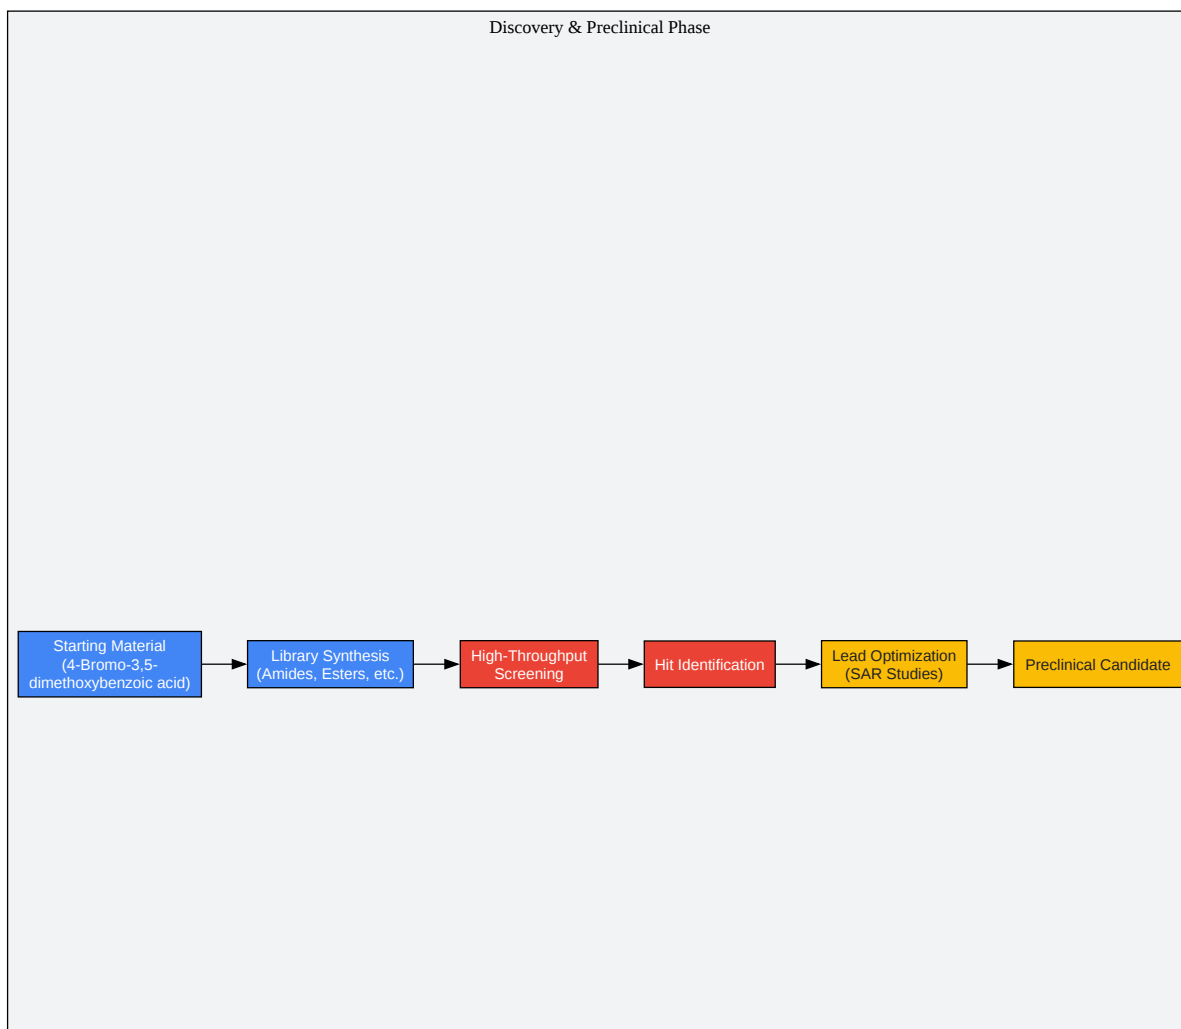 Discovery & Preclinical Phase
Starting Material
(4-Bromo-3,5-
dimethoxybenzoic acid)
Library Synthesis
(Amides, Esters, etc.)
High-Throughput
Screening
Hit Identification
Lead Optimization
(SAR Studies)
Preclinical Candidate